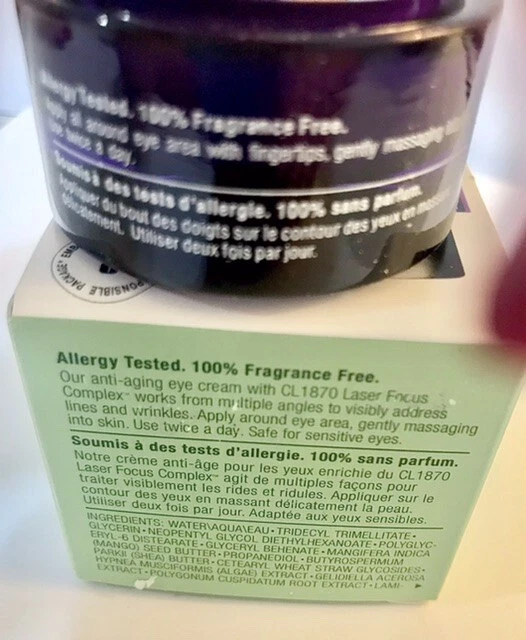 Allergy Tested. 100% Fragrance Free.
Apply all around eye area with fingertips, gently massaging
Use twice a day.
Soumis à des tests d'allergie. 100% sans parfum.
Appliquer du bout des doigts sur le contour des yeux en
délicatement. Utiliser deux fois par jour.
RESPONSIBLE PACKAGE
Allergy Tested. 100% Fragrance Free.
Our anti-aging eye cream with CL1870 Laser Focus
Complex™ works from multiple angles to visibly address
lines and wrinkles. Apply around eye area, gently massaging
into skin. Use twice a day. Safe for sensitive eyes.
Soumis à des tests d'allergie. 100% sans parfum.
Notre crème anti-âge pour les yeux enrichie du CL1870
Laser Focus Complex™ agit de multiples façons pour
traiter visiblement les rides et ridules. Appliquer sur le
contour des yeux en massant délicatement la peau.
Utiliser deux fois par jour. Adaptée aux yeux sensibles.
INGREDIENTS: WATER\AQUA\EAU • TRIDECYL TRIMELLITATE •
GLYCERIN • NEOPENTYL GLYCOL DIETHYLHEXANOATE • POLYGLYC-
ERYL-6 DISTEARATE • GLYCERYL BEHENATE • MANGIFERA INDICA
(MANGO) SEED BUTTER • PROPANEDIOL • BUTYROSPERMUM
PARKII (SHEA) BUTTER • CETEARYL WHEAT STRAW GLYCOSIDES •
HYPNEA MUSCIFORMIS (ALGAE) EXTRACT • GELIDIELLA ACEROSA
EXTRACT • POLYGONUM CUSPIDATUM ROOT EXTRACT • LAMI-